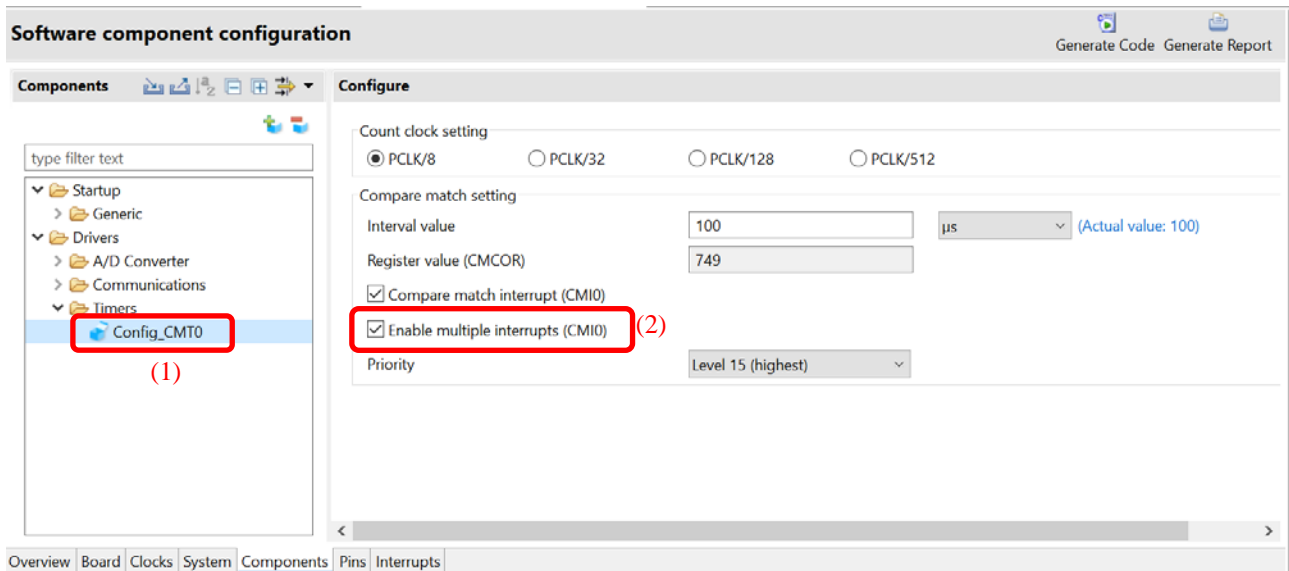 Software component configuration
Generate Code Generate Report
Components
Configure
type filter text
Startup
Generic
Drivers
A/D Converter
Communications
Timers
Config_CMT0
(1)
Count clock setting
PCLK/8 PCLK/32 PCLK/128 PCLK/512
Compare match setting
Interval value 100 µs (Actual value: 100)
Register value (CMCOR) 749
Compare match interrupt (CMI0)
Enable multiple interrupts (CMI0) (2)
Priority Level 15 (highest)
Overview Board Clocks System Components Pins Interrupts